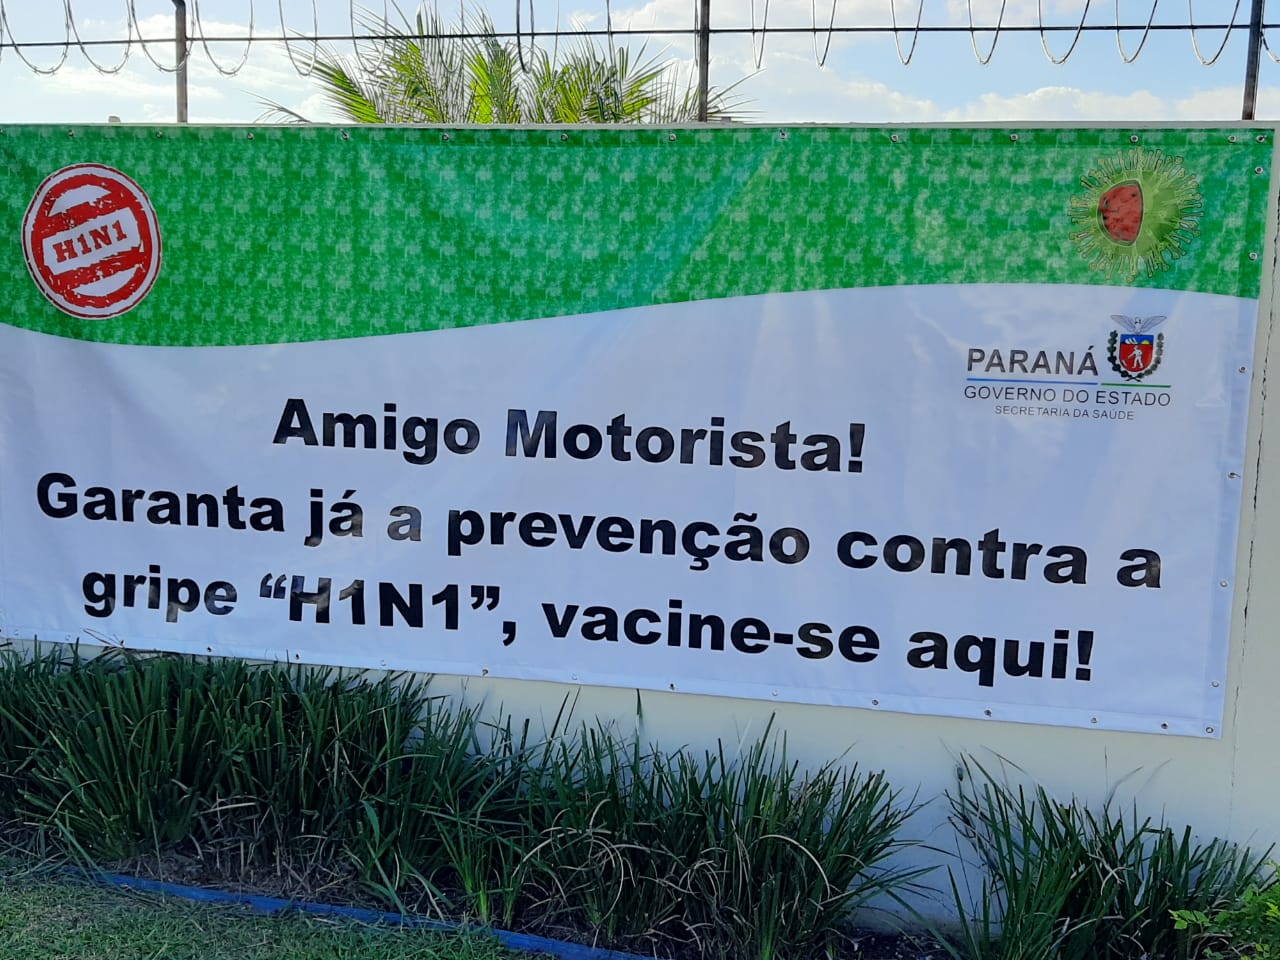 H1N1
PARANÁ
GOVERNO DO ESTADO
SECRETARIA DA SAÚDE
Amigo Motorista!
Garanta já a prevenção contra a
gripe “H1N1”, vacine-se aqui!